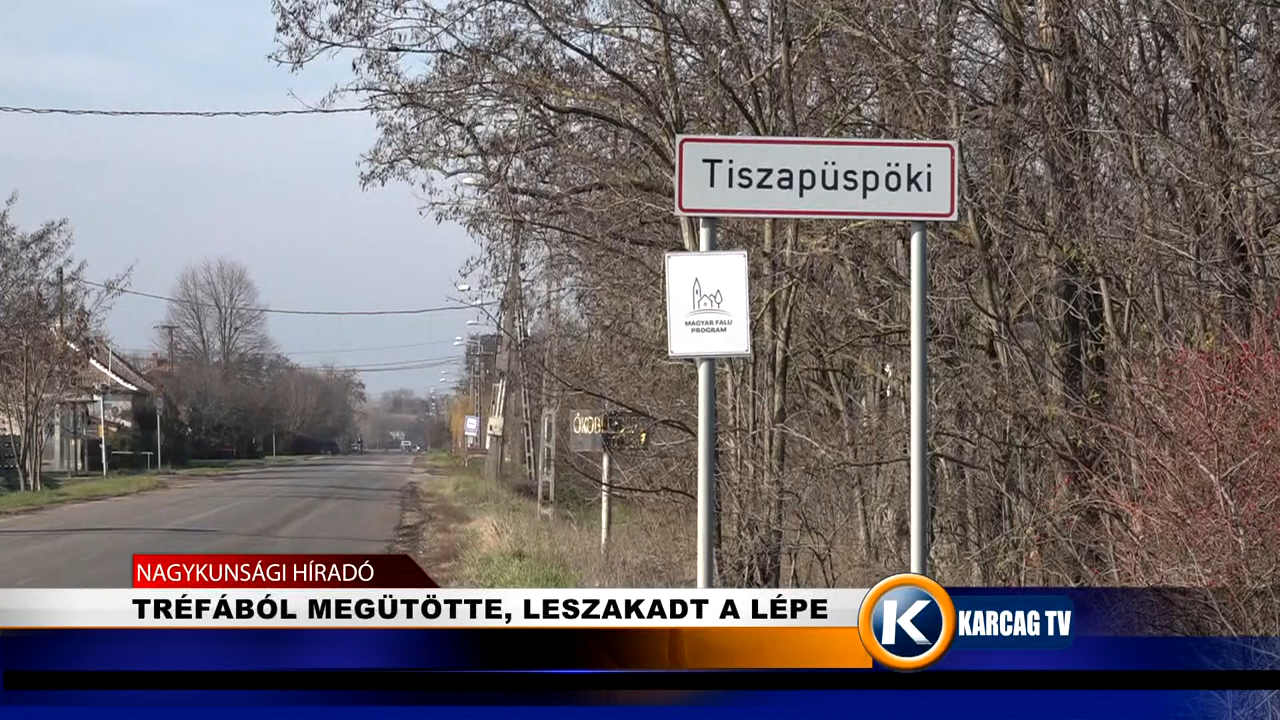 Tiszapüspöki
MAGYAR FALU
PROGRAM
NAGYKUNSÁGI HÍRADÓ
TRÉFÁBÓL MEGÜTÖTTE, LESZAKADT A LÉPE
K
KARCAG TV